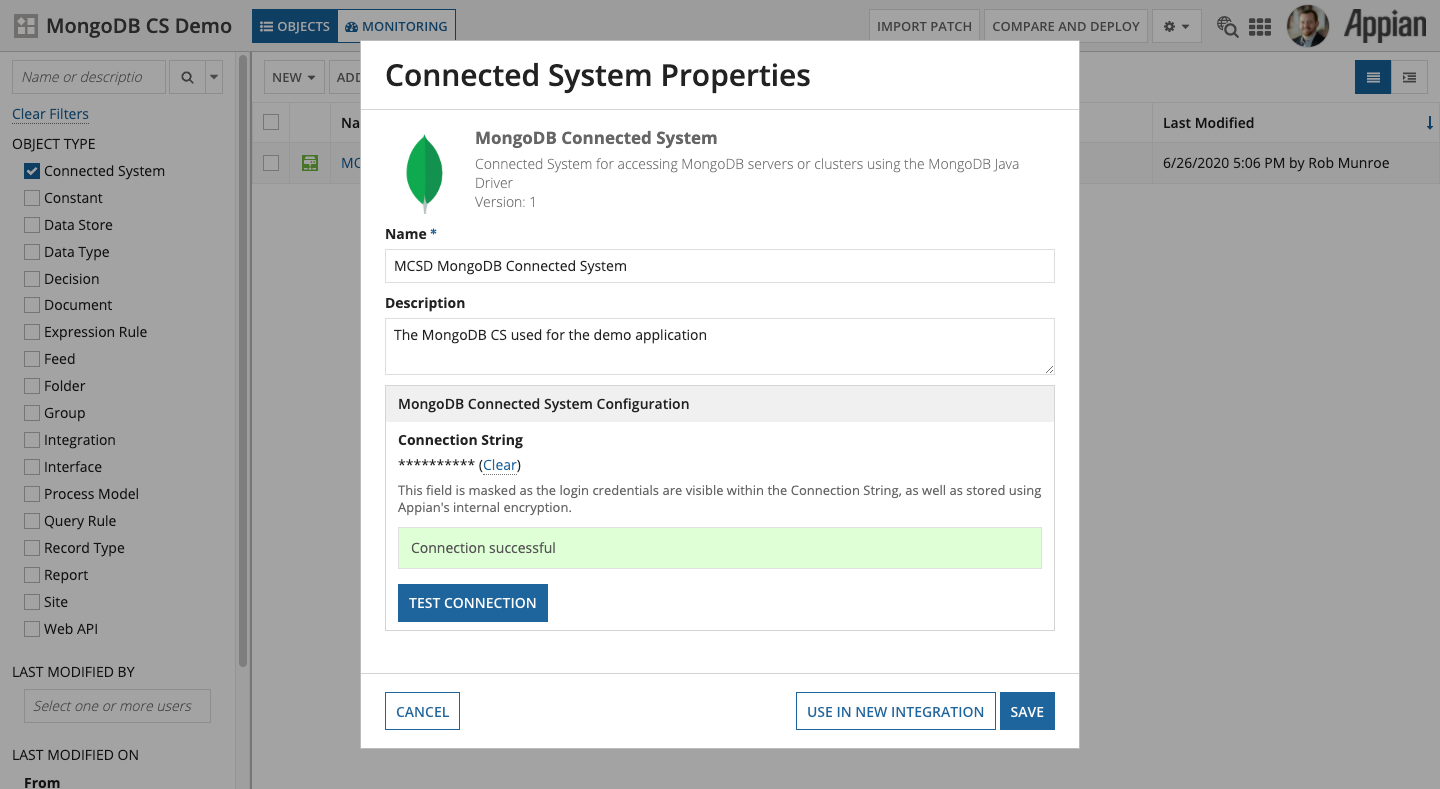 MongoDB CS Demo
OBJECTS
MONITORING
IMPORT PATCH
COMPARE AND DEPLOY
Appian
Name or descriptio
Clear Filters
OBJECT TYPE
Connected System
Constant
Data Store
Data Type
Decision
Document
Expression Rule
Feed
Folder
Group
Integration
Interface
Process Model
Query Rule
Record Type
Report
Site
Web API
LAST MODIFIED BY
Select one or more users
LAST MODIFIED ON
From
NEW
ADD
Na
MC
Last Modified
6/26/2020 5:06 PM by Rob Munroe
Connected System Properties
MongoDB Connected System
Connected System for accessing MongoDB servers or clusters using the MongoDB Java
Driver
Version: 1
Name *
MCSD MongoDB Connected System
Description
The MongoDB CS used for the demo application
MongoDB Connected System Configuration
Connection String
********** (Clear)
This field is masked as the login credentials are visible within the Connection String, as well as stored using
Appian's internal encryption.
Connection successful
TEST CONNECTION
CANCEL
USE IN NEW INTEGRATION
SAVE